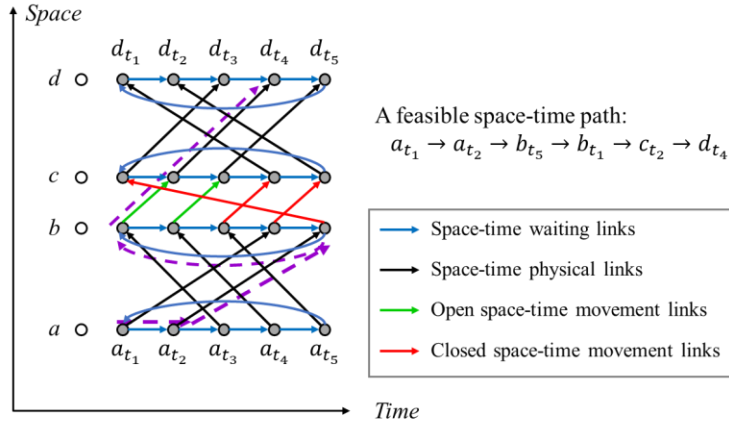 Space
d_{t_1} d_{t_2} d_{t_3} d_{t_4} d_{t_5}
d
A feasible space-time path:
a_{t_1} → a_{t_2} → b_{t_5} → b_{t_1} → c_{t_2} → d_{t_4}
c
b
Space-time waiting links
Space-time physical links
Open space-time movement links
Closed space-time movement links
a
a_{t_1} a_{t_2} a_{t_3} a_{t_4} a_{t_5}
Time